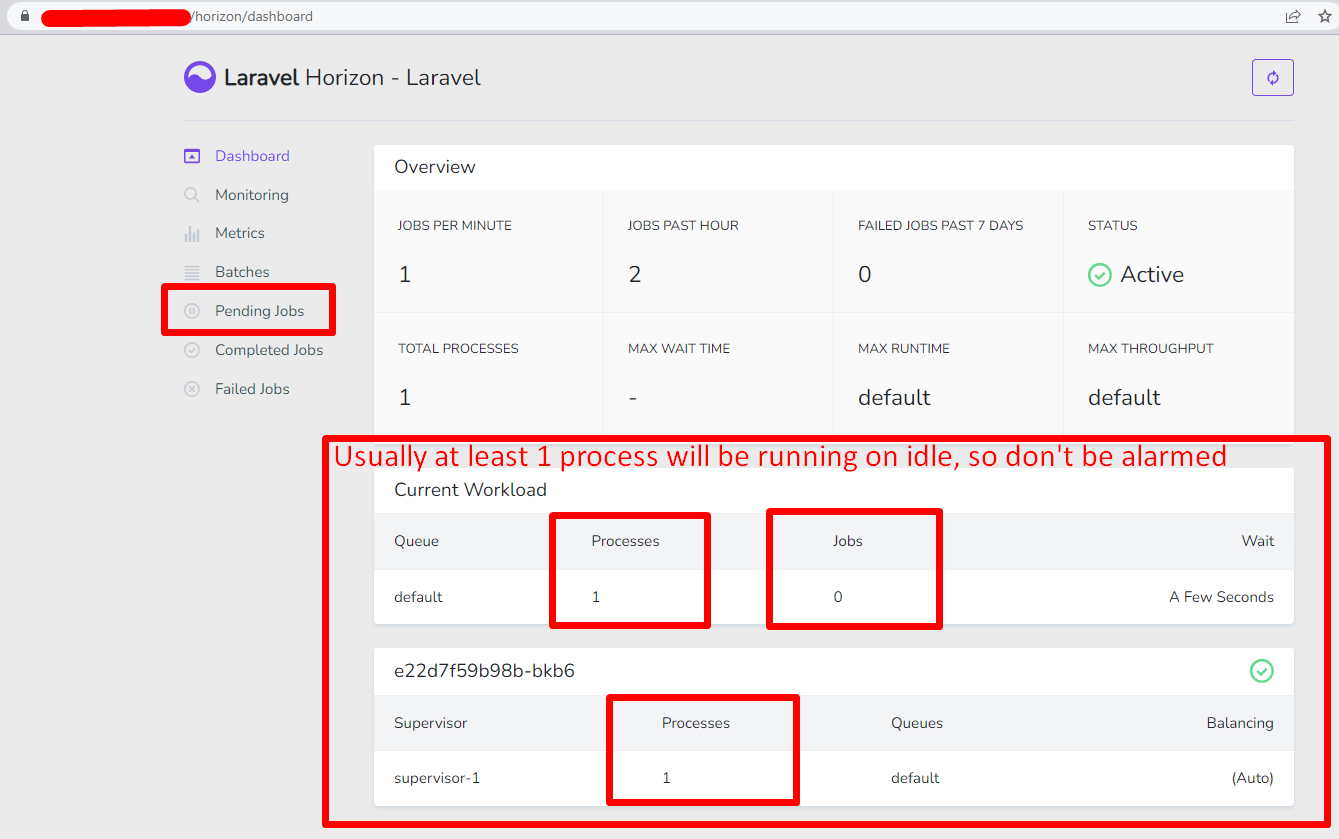 /horizon/dashboard
Laravel Horizon - Laravel
Dashboard
Monitoring
Metrics
Batches
Pending Jobs
Completed Jobs
Failed Jobs
Overview
JOBS PER MINUTE JOBS PAST HOUR FAILED JOBS PAST 7 DAYS STATUS
1 2 0 Active
TOTAL PROCESSES MAX WAIT TIME MAX RUNTIME MAX THROUGHPUT
1 - default default
Usually at least 1 process will be running on idle, so don't be alarmed
Current Workload
Queue Processes Jobs Wait
default 1 0 A Few Seconds
e22d7f59b98b-bkb6
Supervisor Processes Queues Balancing
supervisor-1 1 default (Auto)